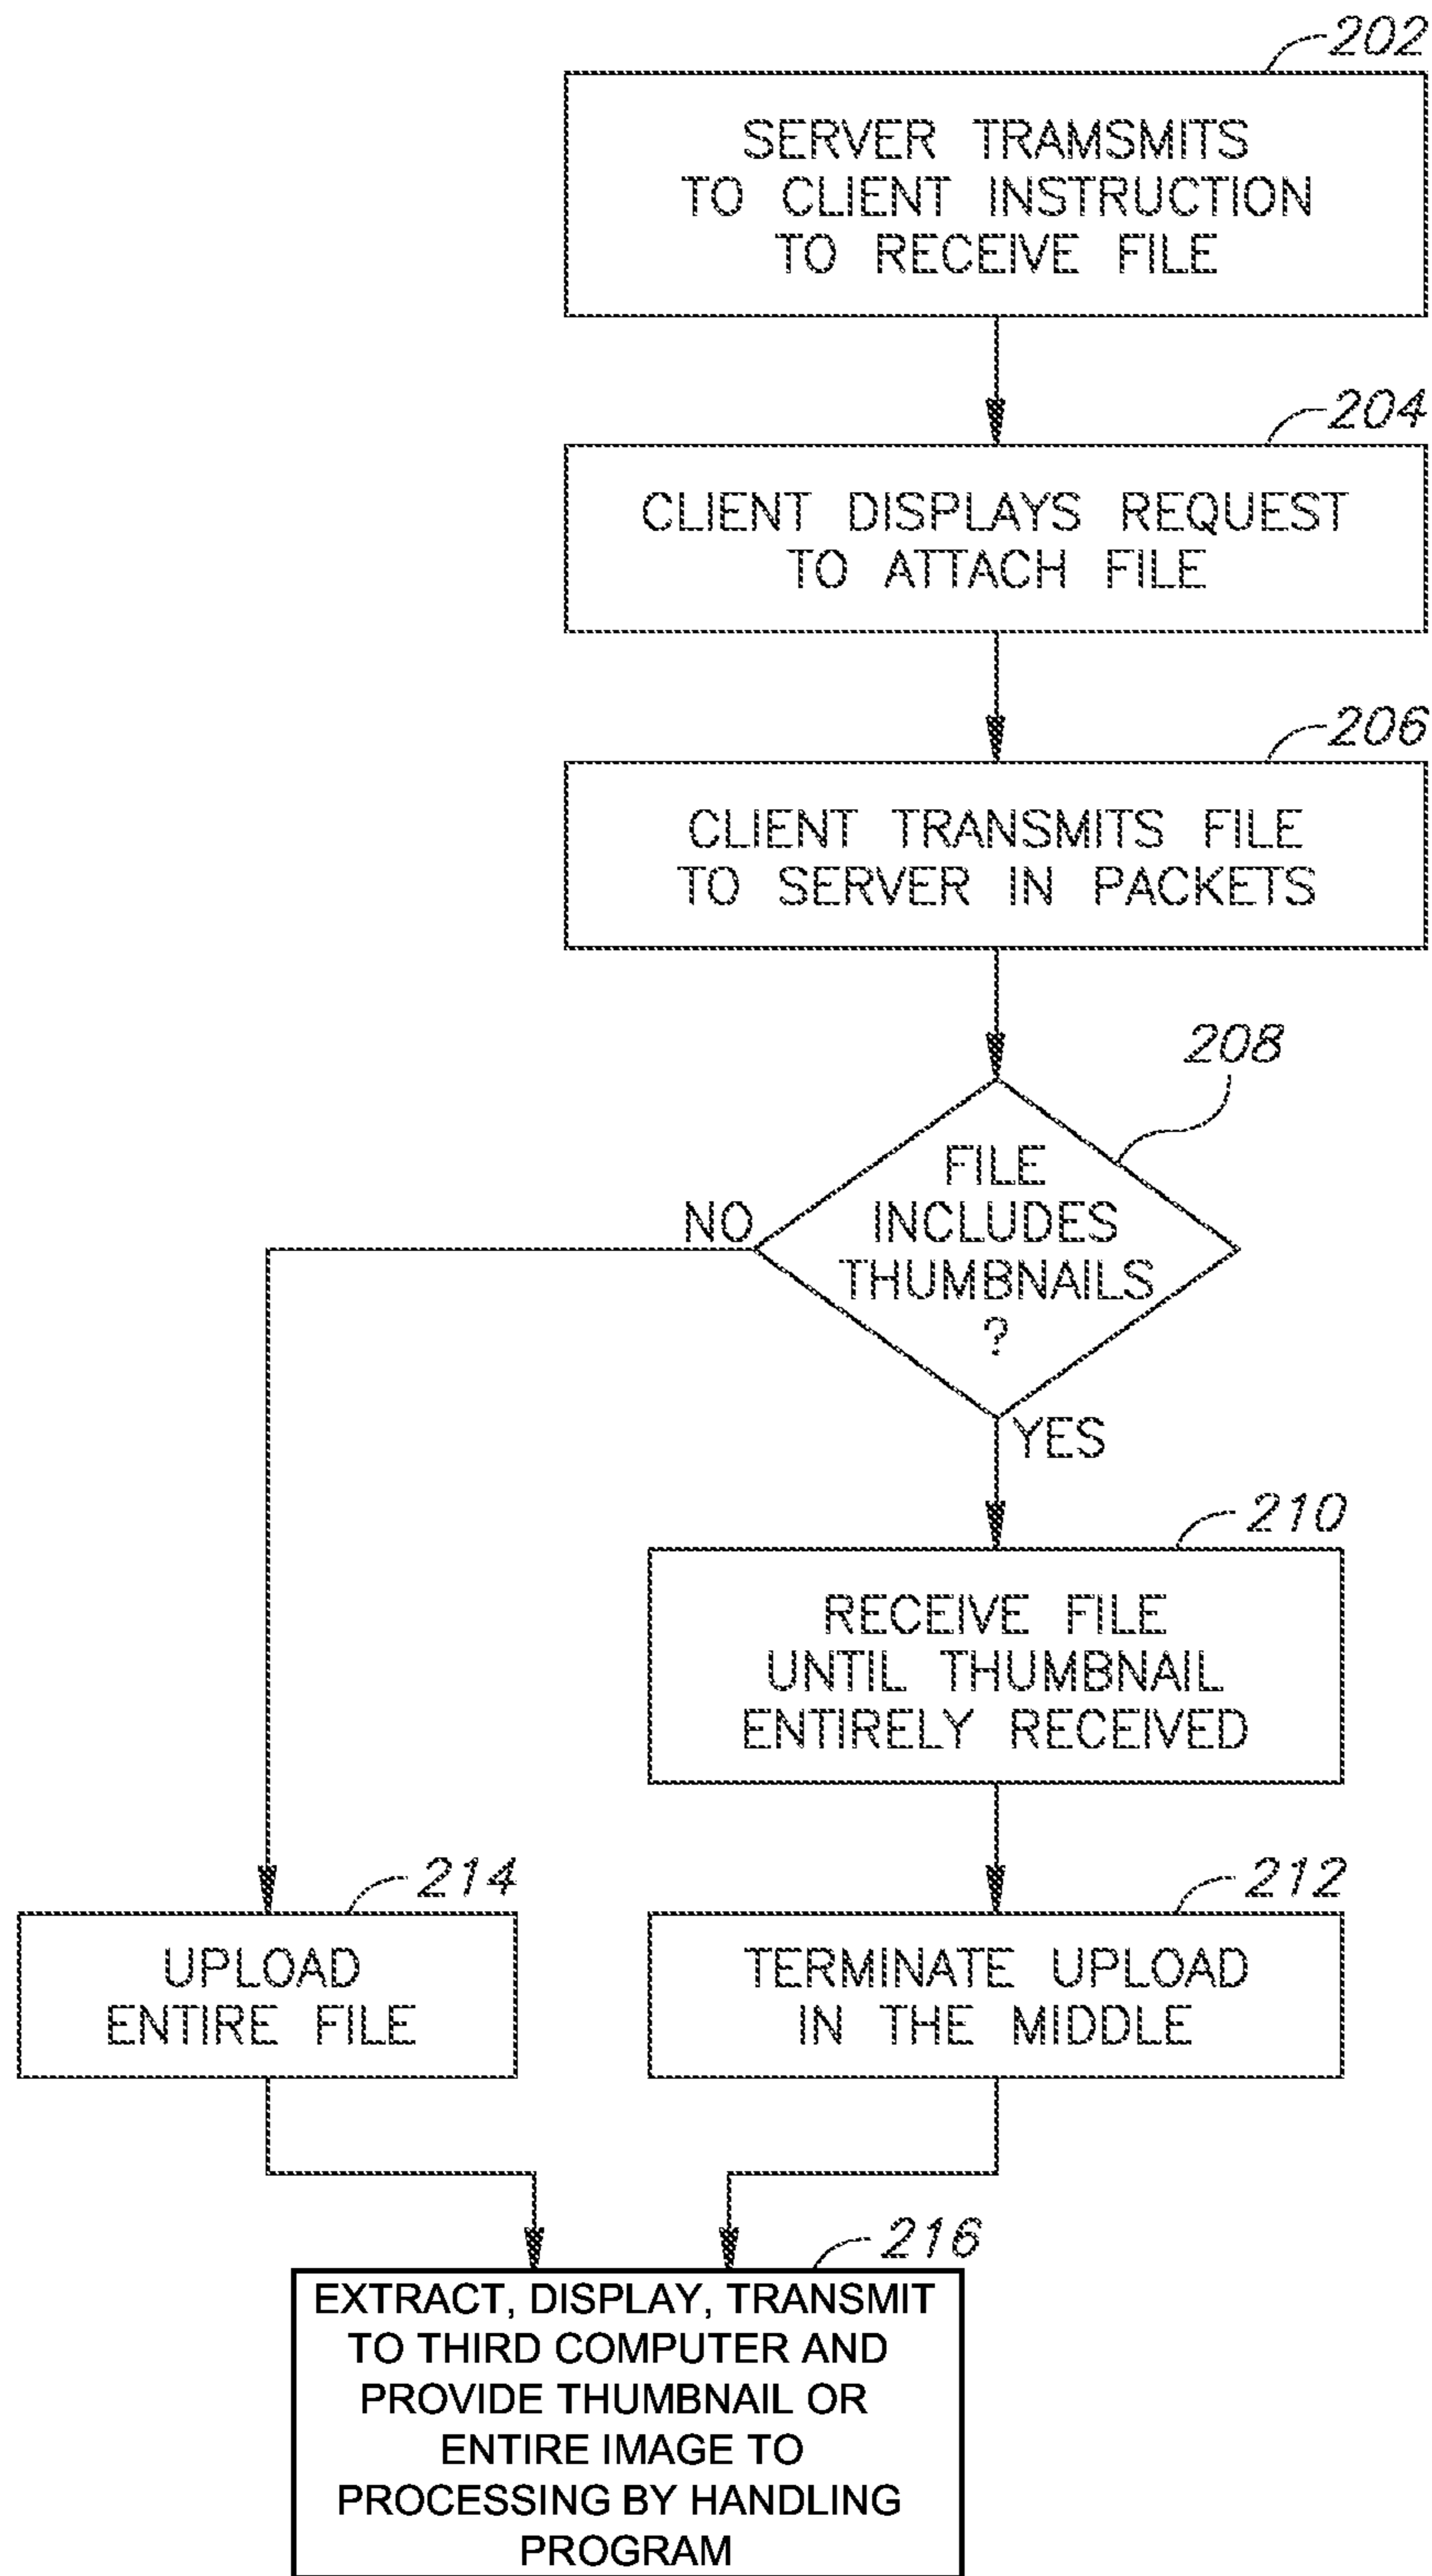 202
SERVER TRAMSMITS
TO CLIENT INSTRUCTION
TO RECEIVE FILE
204
CLIENT DISPLAYS REQUEST
TO ATTACH FILE
206
CLIENT TRANSMITS FILE
TO SERVER IN PACKETS
208
FILE
INCLUDES
THUMBNAILS
?
NO
YES
210
RECEIVE FILE
UNTIL THUMBNAIL
ENTIRELY RECEIVED
214
UPLOAD
ENTIRE FILE
212
TERMINATE UPLOAD
IN THE MIDDLE
216
EXTRACT, DISPLAY, TRANSMIT
TO THIRD COMPUTER AND
PROVIDE THUMBNAIL OR
ENTIRE IMAGE TO
PROCESSING BY HANDLING
PROGRAM